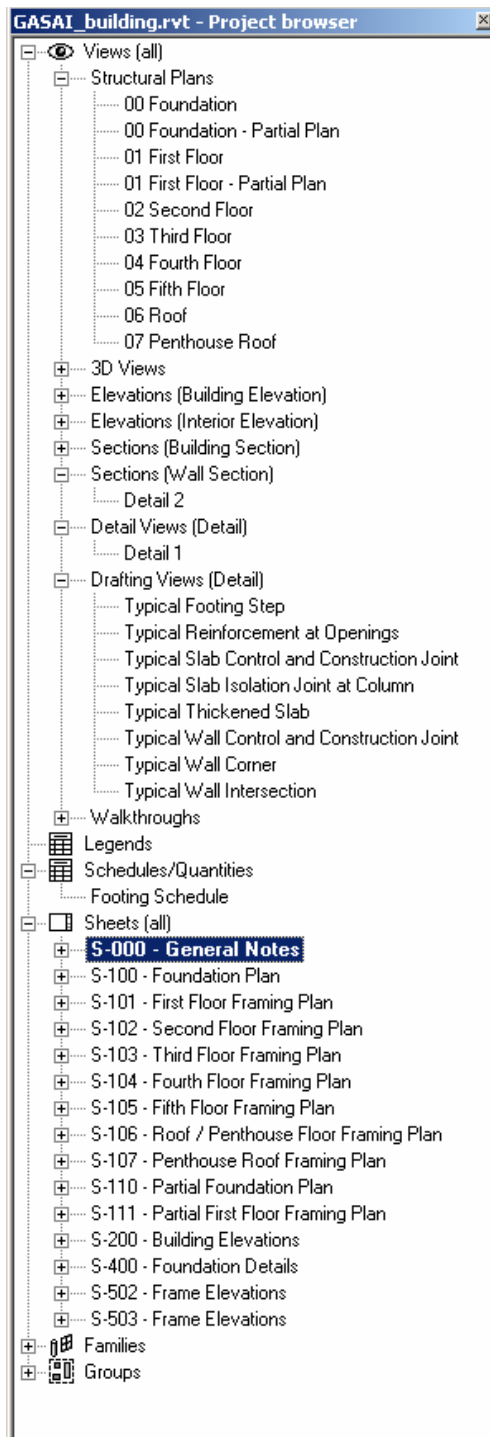 GASAI_building.rvt - Project browser
Views (all)
Structural Plans
00 Foundation
00 Foundation - Partial Plan
01 First Floor
01 First Floor - Partial Plan
02 Second Floor
03 Third Floor
04 Fourth Floor
05 Fifth Floor
06 Roof
07 Penthouse Roof
3D Views
Elevations (Building Elevation)
Elevations (Interior Elevation)
Sections (Building Section)
Sections (Wall Section)
Detail 2
Detail Views (Detail)
Detail 1
Drafting Views (Detail)
Typical Footing Step
Typical Reinforcement at Openings
Typical Slab Control and Construction Joint
Typical Slab Isolation Joint at Column
Typical Thickened Slab
Typical Wall Control and Construction Joint
Typical Wall Corner
Typical Wall Intersection
Walkthroughs
Legends
Schedules/Quantities
Footing Schedule
Sheets (all)
S-000 - General Notes
S-100 - Foundation Plan
S-101 - First Floor Framing Plan
S-102 - Second Floor Framing Plan
S-103 - Third Floor Framing Plan
S-104 - Fourth Floor Framing Plan
S-105 - Fifth Floor Framing Plan
S-106 - Roof / Penthouse Floor Framing Plan
S-107 - Penthouse Roof Framing Plan
S-110 - Partial Foundation Plan
S-111 - Partial First Floor Framing Plan
S-200 - Building Elevations
S-400 - Foundation Details
S-502 - Frame Elevations
S-503 - Frame Elevations
Families
Groups